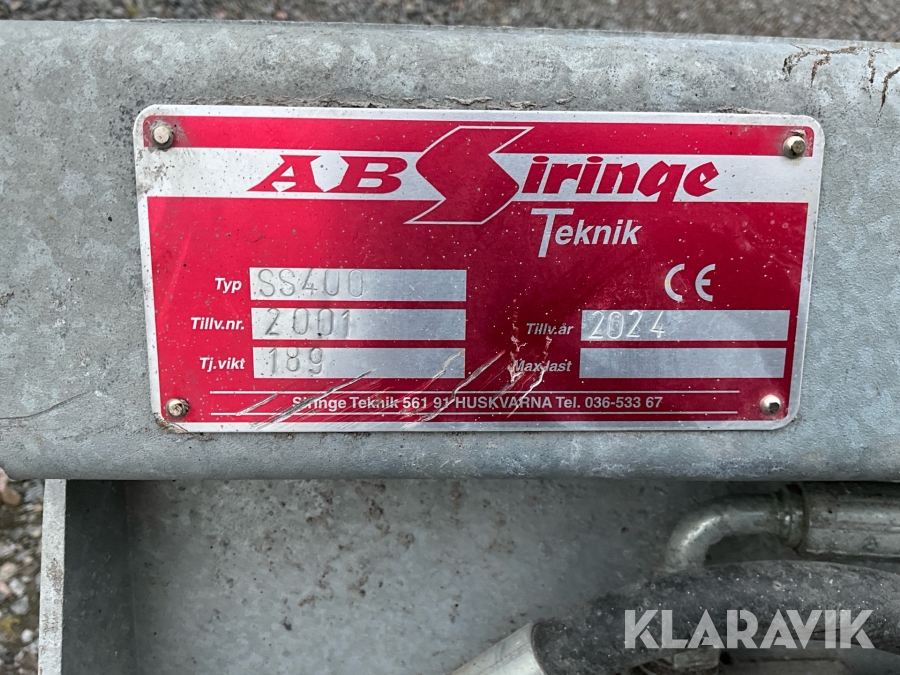 AB Siringe
Teknik
CE
Typ SS400
Tillv.nr. 2001
Tillv.år 2024
Tj.vikt 189
Max.last
Siringe Teknik 561 91 HUSKVARNA Tel. 036-533 67
KLARAVIK